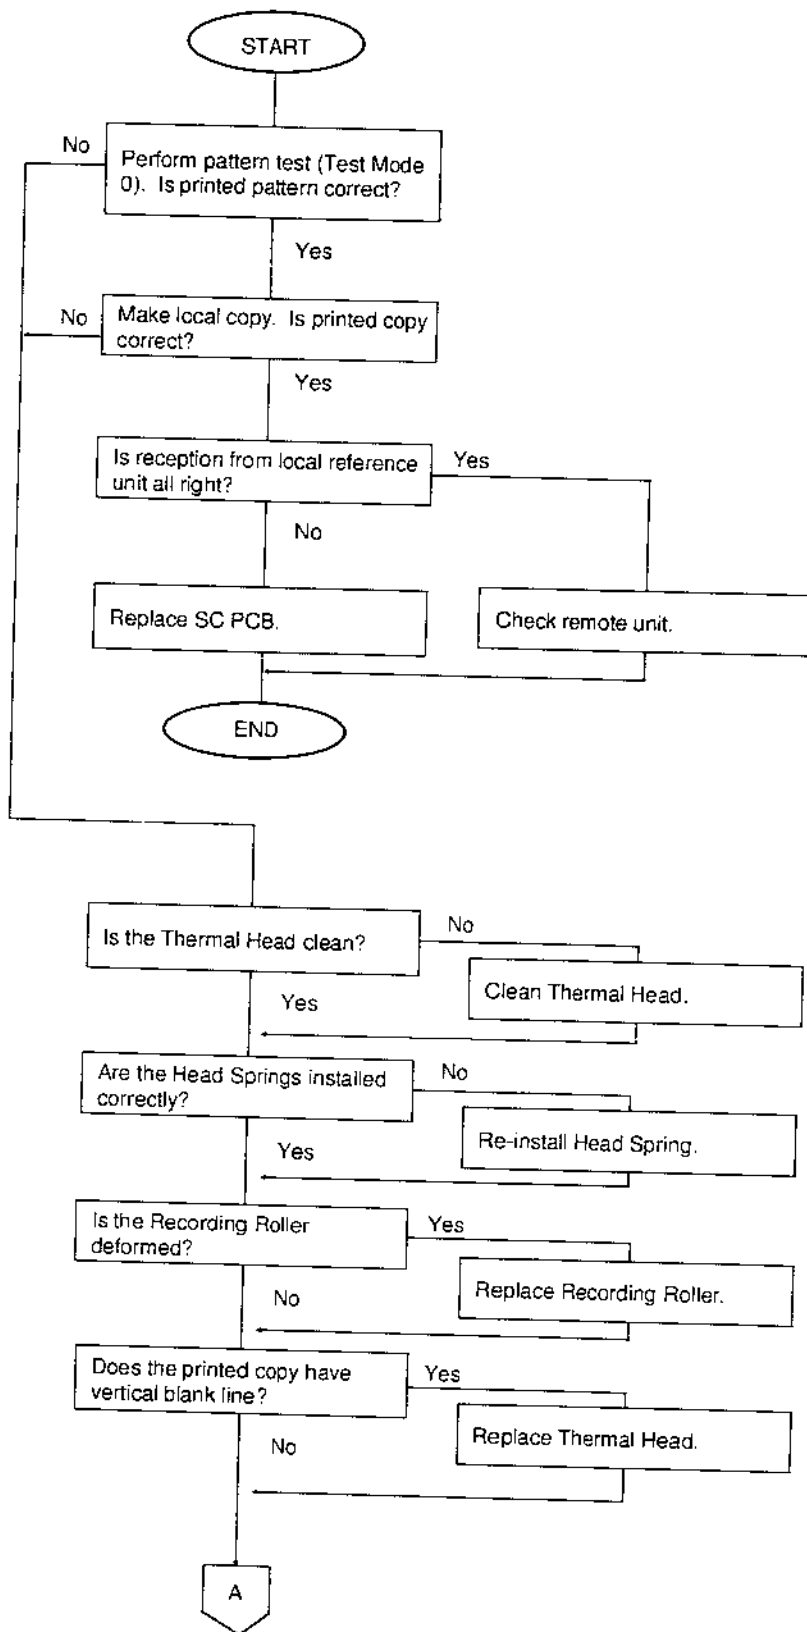 START
No
Perform pattern test (Test Mode
0). Is printed pattern correct?
Yes
No
Make local copy. Is printed copy
correct?
Yes
Is reception from local reference
unit all right?
Yes
No
Replace SC PCB.
Check remote unit.
END
Is the Thermal Head clean?
No
Clean Thermal Head.
Yes
Are the Head Springs installed
correctly?
No
Re-install Head Spring.
Yes
Is the Recording Roller
deformed?
Yes
Replace Recording Roller.
No
Does the printed copy have
vertical blank line?
Yes
Replace Thermal Head.
No
A